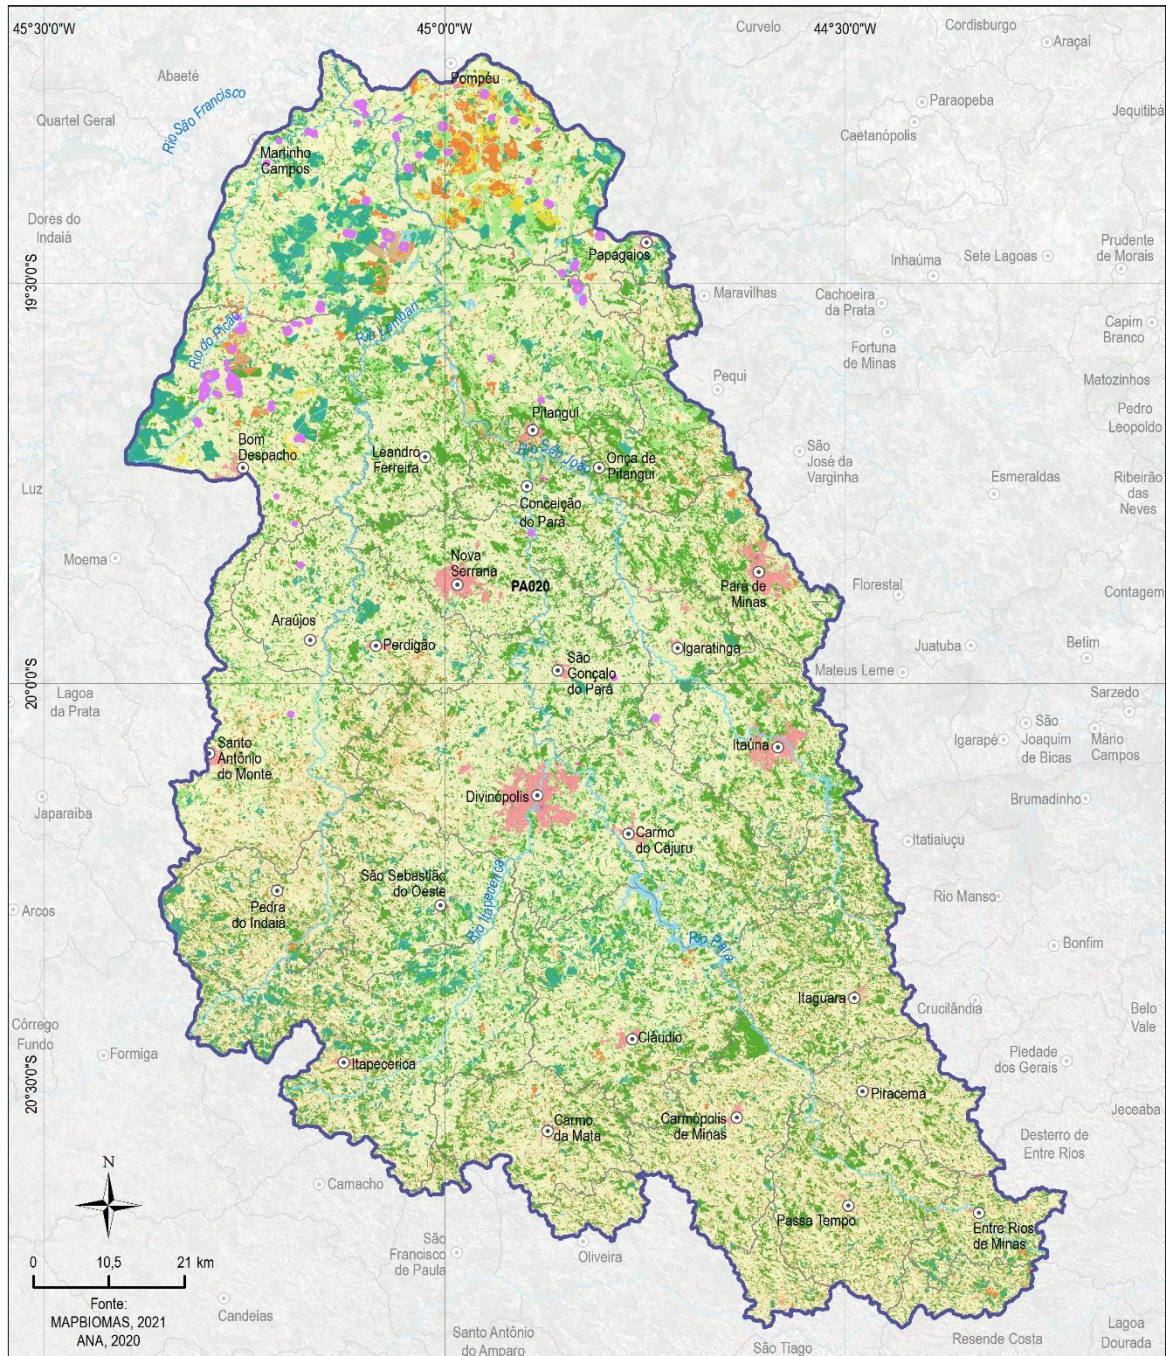 45°30'0"W
45°0'0"W
44°30'0"W
Curvelo
Cordisburgo
Araçaí
Abaeté
Pompéu
Paraopeba
Quartel Geral
Rio São Francisco
Jequitibá
Caetanópolis
Martinho
Campos
Dores do
Indaiá
Papagaios
Inhaúma
Sete Lagoas
Prudente
de Morais
19°30'0"S
Maravilhas
Cachoeira
da Prata
Rio do Picão
Rio Lambari
Capim
Branco
Fortuna
de Minas
Pequi
Matozinhos
Pitangui
Pedro
Leopoldo
Bom
Despacho
Leandro
Ferreira
Rio São João
Onça de
Pitangui
São
José da
Varginha
Luz
Esmeraldas
Ribeirão
das
Neves
Conceição
do Pará
Moema
Nova
Serrana
PA020
Pará de
Minas
Florestal
Contagem
Araújos
Perdigão
Igaratinga
Juatuba
Betim
São
Gonçalo
do Pará
Mateus Leme
20°0'0"S
Lagoa
da Prata
Sarzedo
Santo
Antônio
do Monte
Itaúna
Igarapé
São
Joaquim
de Bicas
Mário
Campos
Japaraíba
Divinópolis
Brumadinho
Carmo
do Cajuru
Itatiaiuçu
São Sebastião
do Oeste
Rio Itapecerica
Pedra
do Indaiá
Rio Manso
Arcos
Rio Pará
Bonfim
Itaguara
Crucilândia
Belo
Vale
Córrego
Fundo
Formiga
Cláudio
Itapecerica
Piedade
dos Gerais
20°30'0"S
Piracema
Carmo
da Mata
Carmópolis
de Minas
Jeceaba
Desterro de
Entre Rios
N
Camacho
Passa Tempo
Entre Rios
de Minas
São
Francisco
de Paula
Oliveira
0 10,5 21 km
Fonte:
MAPBIOMAS, 2021
ANA, 2020
Candeias
Santo Antônio
do Amparo
São Tiago
Resende Costa
Lagoa
Dourada